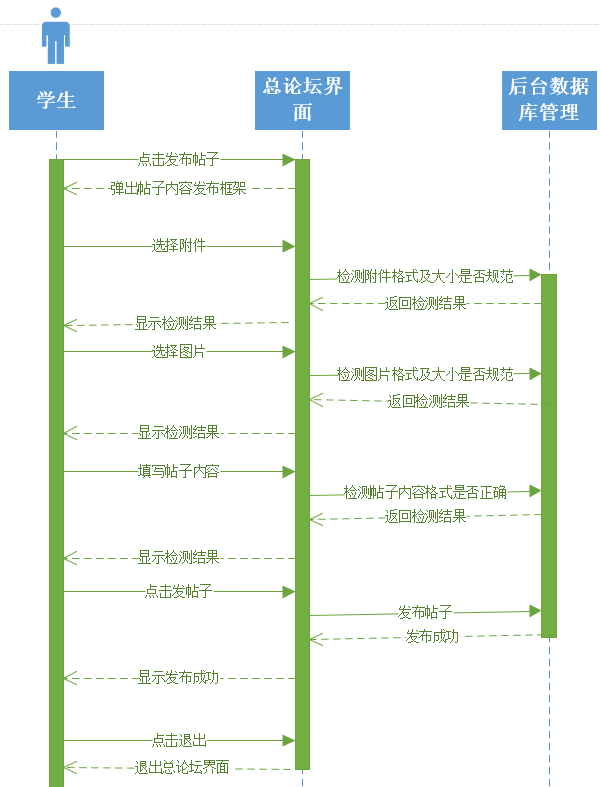 学生
总论坛界
面
后台数据
库管理
点击发布帖子
弹出帖子内容发布框架
选择附件
检测附件格式及大小是否规范
返回检测结果
显示检测结果
选择图片
检测图片格式及大小是否规范
返回检测结果
显示检测结果
填写帖子内容
检测帖子内容格式是否正确
返回检测结果
显示检测结果
点击发帖子
发布帖子
发布成功
显示发布成功
点击退出
退出总论坛界面